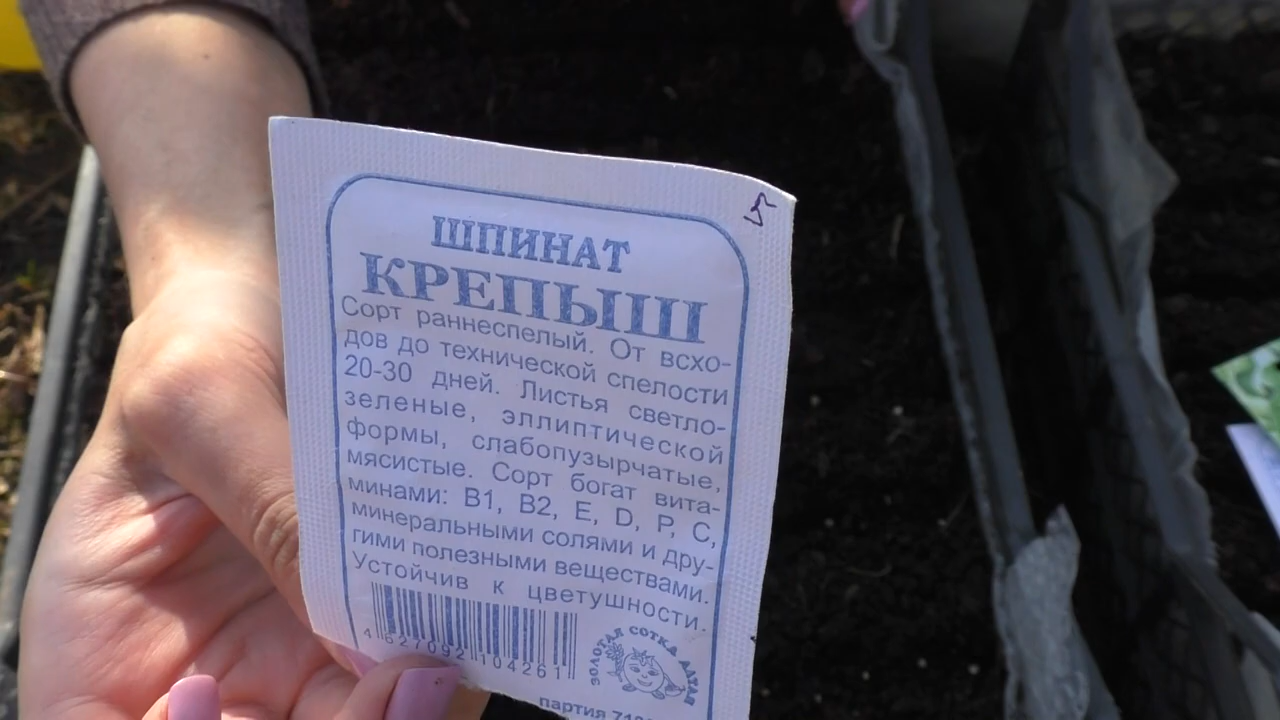 5
ШПИНАТ
КРЕПЫШ
Сорт раннеспелый. От всхо-
дов до технической спелости
20-30 дней. Листья светло-
зеленые, эллиптической
формы, слабопузырчатые,
мясистые. Сорт богат вита-
минами: В1, В2, Е, D, P, C,
минеральными солями и дру-
гими полезными веществами.
Устойчив к цветушности.
4 627092 104261
ЗОЛОТАЯ СОТКА АЛТАЯ
партия